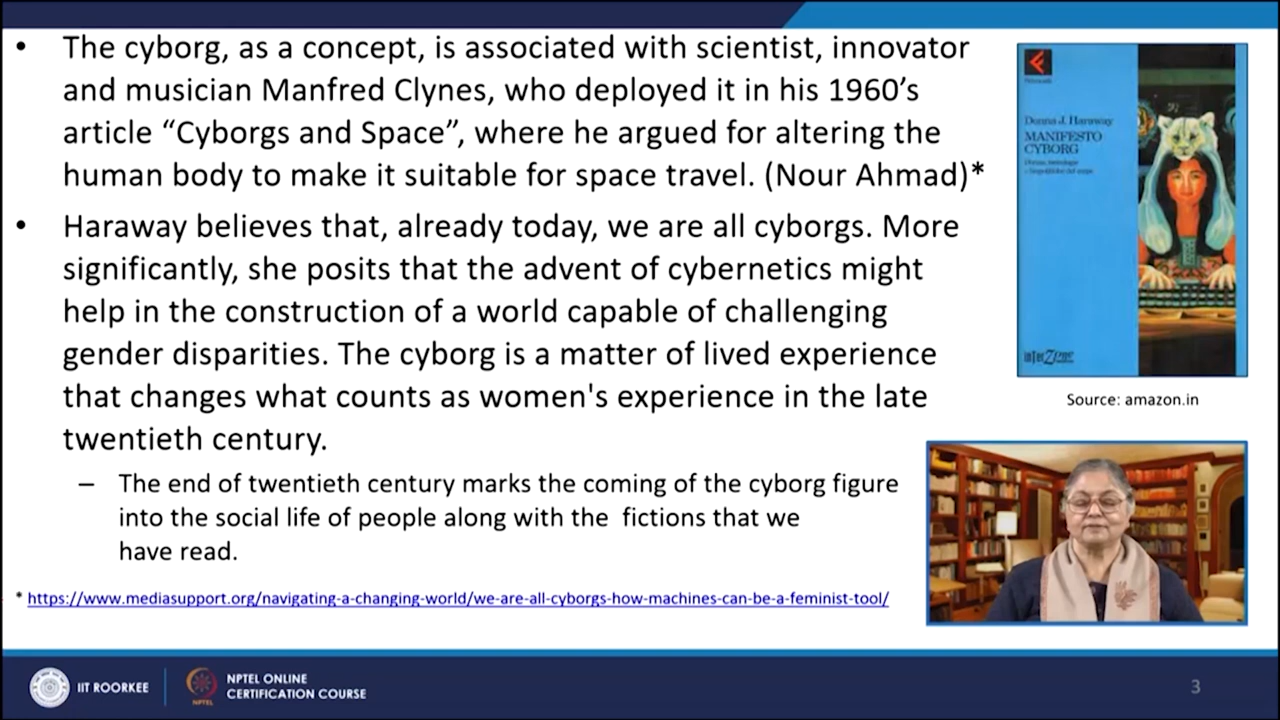 • The cyborg, as a concept, is associated with scientist, innovator
and musician Manfred Clynes, who deployed it in his 1960’s
article “Cyborgs and Space”, where he argued for altering the
human body to make it suitable for space travel. (Nour Ahmad)*
• Haraway believes that, already today, we are all cyborgs. More
significantly, she posits that the advent of cybernetics might
help in the construction of a world capable of challenging
gender disparities. The cyborg is a matter of lived experience
that changes what counts as women's experience in the late
twentieth century.
– The end of twentieth century marks the coming of the cyborg figure
into the social life of people along with the fictions that we
have read.
* https://www.mediasupport.org/navigating-a-changing-world/we-are-all-cyborgs-how-machines-can-be-a-feminist-tool/
Donna J. Haraway
MANIFESTO
CYBORG
Source: amazon.in
IIT ROORKEE
NPTEL
NPTEL ONLINE
CERTIFICATION COURSE
3